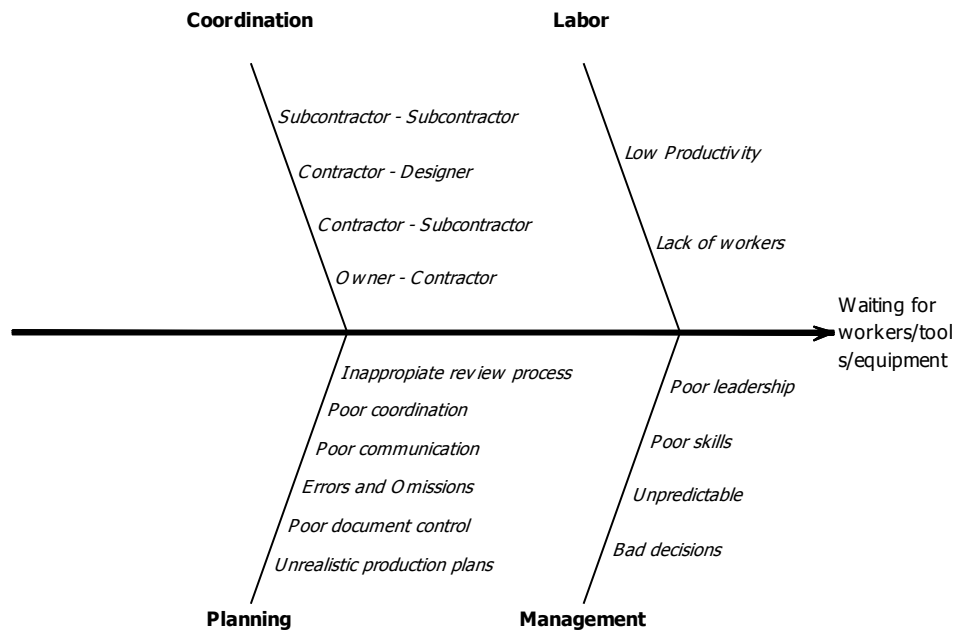 Coordination
Labor
Subcontractor - Subcontractor
Contractor - Designer
Contractor - Subcontractor
Owner - Contractor
Low Productivity
Lack of workers
Waiting for
workers/tool
s/equipment
Inappropiate review process
Poor coordination
Poor communication
Errors and Omissions
Poor document control
Unrealistic production plans
Poor leadership
Poor skills
Unpredictable
Bad decisions
Planning
Management